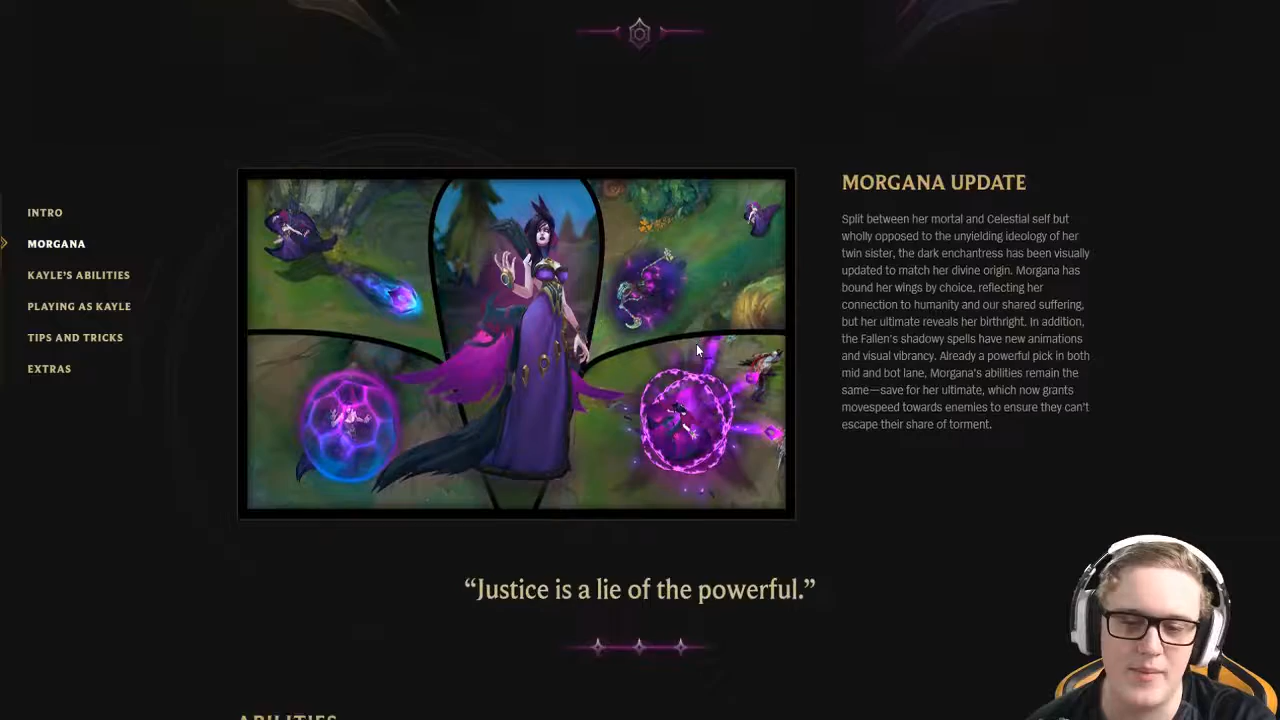 INTRO
MORGANA
KAYLE'S ABILITIES
PLAYING AS KAYLE
TIPS AND TRICKS
EXTRAS
MORGANA UPDATE
Split between her mortal and Celestial self but
wholly opposed to the unyielding ideology of her
twin sister, the dark enchantress has been visually
updated to match her divine origin. Morgana has
bound her wings by choice, reflecting her
connection to humanity and our shared suffering,
but her ultimate reveals her birthright. In addition,
the Fallen's shadowy spells have new animations
and visual vibrancy. Already a powerful pick in both
mid and bot lane, Morgana's abilities remain the
same—save for her ultimate, which now grants
movespeed towards enemies to ensure they can't
escape their share of torment.
“Justice is a lie of the powerful.”
ABILITIES